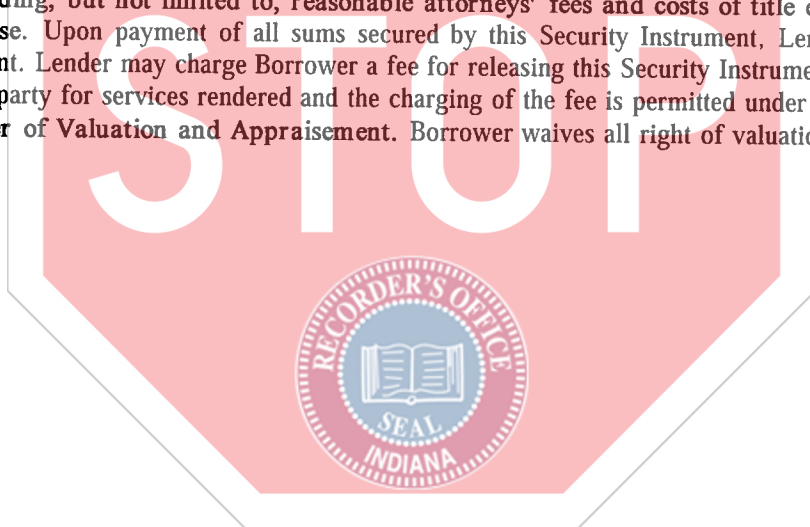 but not limited to, reasonable attorneys' fees and costs of title
se. Upon payment of all sums secured by this Security Instrument, Len
nt. Lender may charge Borrower a fee for releasing this Security Instrume
party for services rendered and the charging of the fee is permitted under
r of Valuation and Appraisement. Borrower waives all right of valuatio
STOP
RECORDER'S OFFICE
SEAL
INDIANA